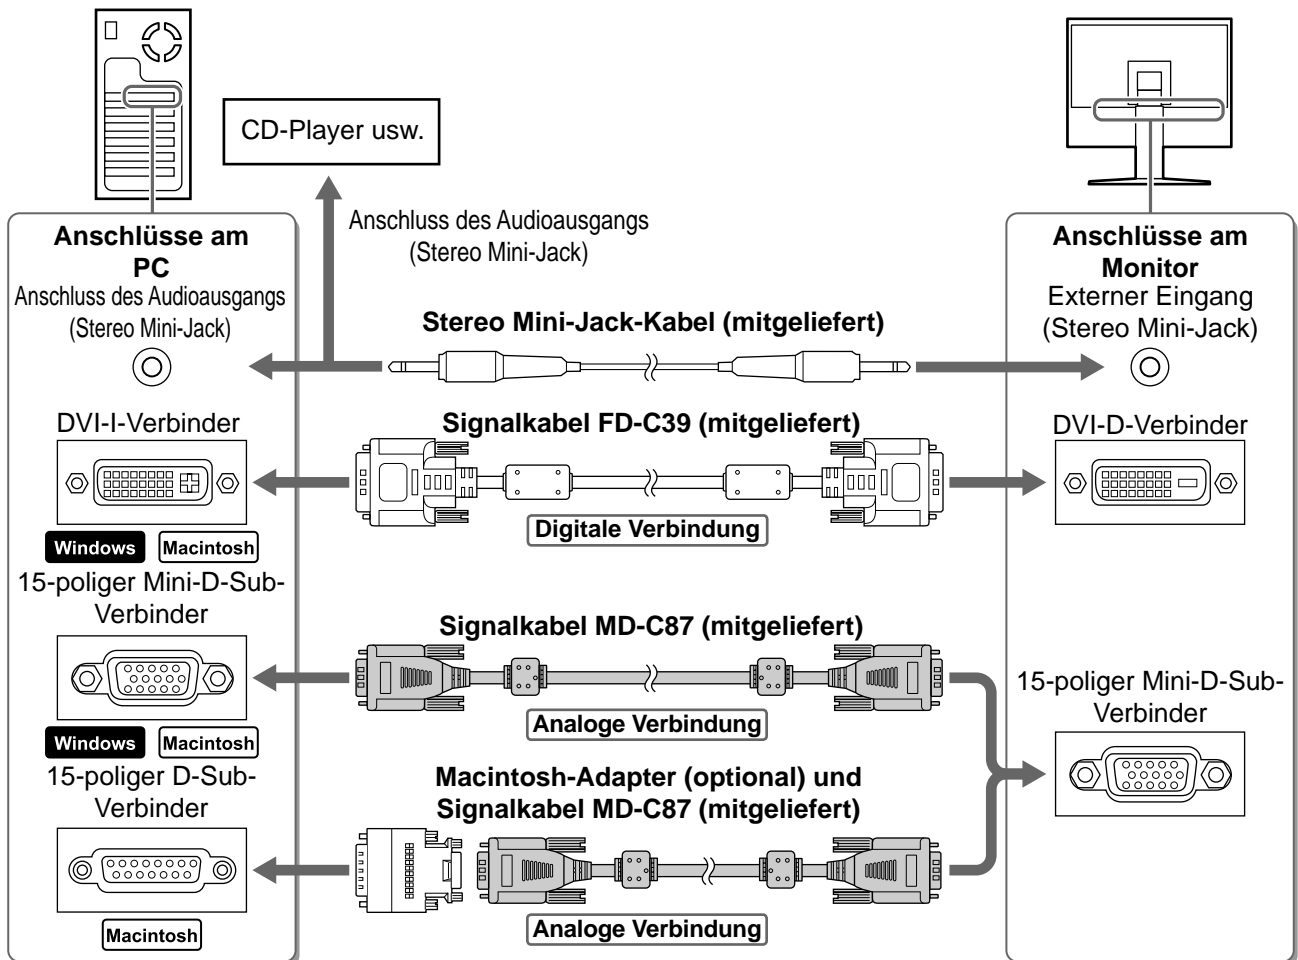 CD-Player usw.
Anschluss des Audioausgangs
(Stereo Mini-Jack)
Anschlüsse am
PC
Anschluss des Audioausgangs
(Stereo Mini-Jack)
Anschlüsse am
Monitor
Externer Eingang
(Stereo Mini-Jack)
Stereo Mini-Jack-Kabel (mitgeliefert)
DVI-I-Verbinder
Signalkabel FD-C39 (mitgeliefert)
DVI-D-Verbinder
Digitale Verbindung
Windows Macintosh
15-poliger Mini-D-Sub-
Verbinder
Signalkabel MD-C87 (mitgeliefert)
15-poliger Mini-D-Sub-
Verbinder
Analoge Verbindung
Windows Macintosh
15-poliger D-Sub-
Verbinder
Macintosh-Adapter (optional) und
Signalkabel MD-C87 (mitgeliefert)
Analoge Verbindung
Macintosh